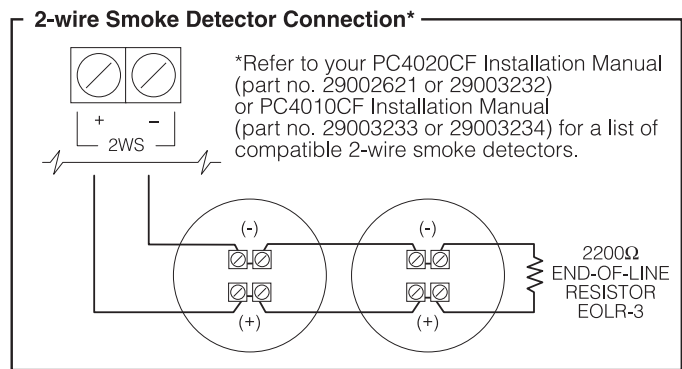 2-wire Smoke Detector Connection*
*Refer to your PC4020CF Installation Manual
(part no. 29002621 or 29003232)
or PC4010CF Installation Manual
(part no. 29003233 or 29003234) for a list of
compatible 2-wire smoke detectors.
+ –
2WS
(-) (-)
2200Ω
END-OF-LINE
RESISTOR
EOLR-3
(+) (+)